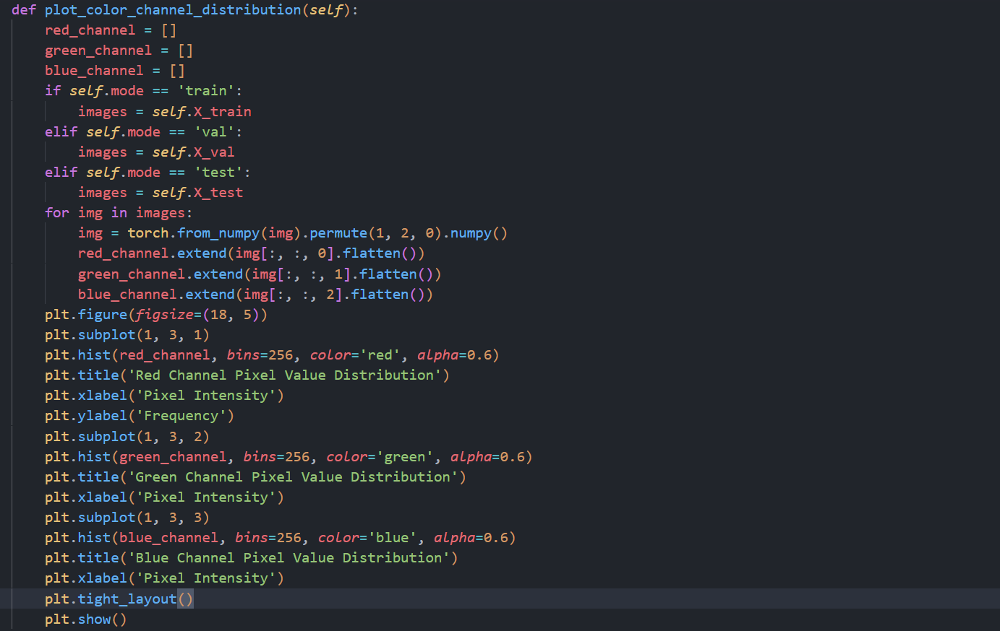 def plot_color_channel_distribution(self):
    red_channel = []
    green_channel = []
    blue_channel = []
    if self.mode == 'train':
        images = self.X_train
    elif self.mode == 'val':
        images = self.X_val
    elif self.mode == 'test':
        images = self.X_test
    for img in images:
        img = torch.from_numpy(img).permute(1, 2, 0).numpy()
        red_channel.extend(img[:, :, 0].flatten())
        green_channel.extend(img[:, :, 1].flatten())
        blue_channel.extend(img[:, :, 2].flatten())
    plt.figure(figsize=(18, 5))
    plt.subplot(1, 3, 1)
    plt.hist(red_channel, bins=256, color='red', alpha=0.6)
    plt.title('Red Channel Pixel Value Distribution')
    plt.xlabel('Pixel Intensity')
    plt.ylabel('Frequency')
    plt.subplot(1, 3, 2)
    plt.hist(green_channel, bins=256, color='green', alpha=0.6)
    plt.title('Green Channel Pixel Value Distribution')
    plt.xlabel('Pixel Intensity')
    plt.subplot(1, 3, 3)
    plt.hist(blue_channel, bins=256, color='blue', alpha=0.6)
    plt.title('Blue Channel Pixel Value Distribution')
    plt.xlabel('Pixel Intensity')
    plt.tight_layout()
    plt.show()